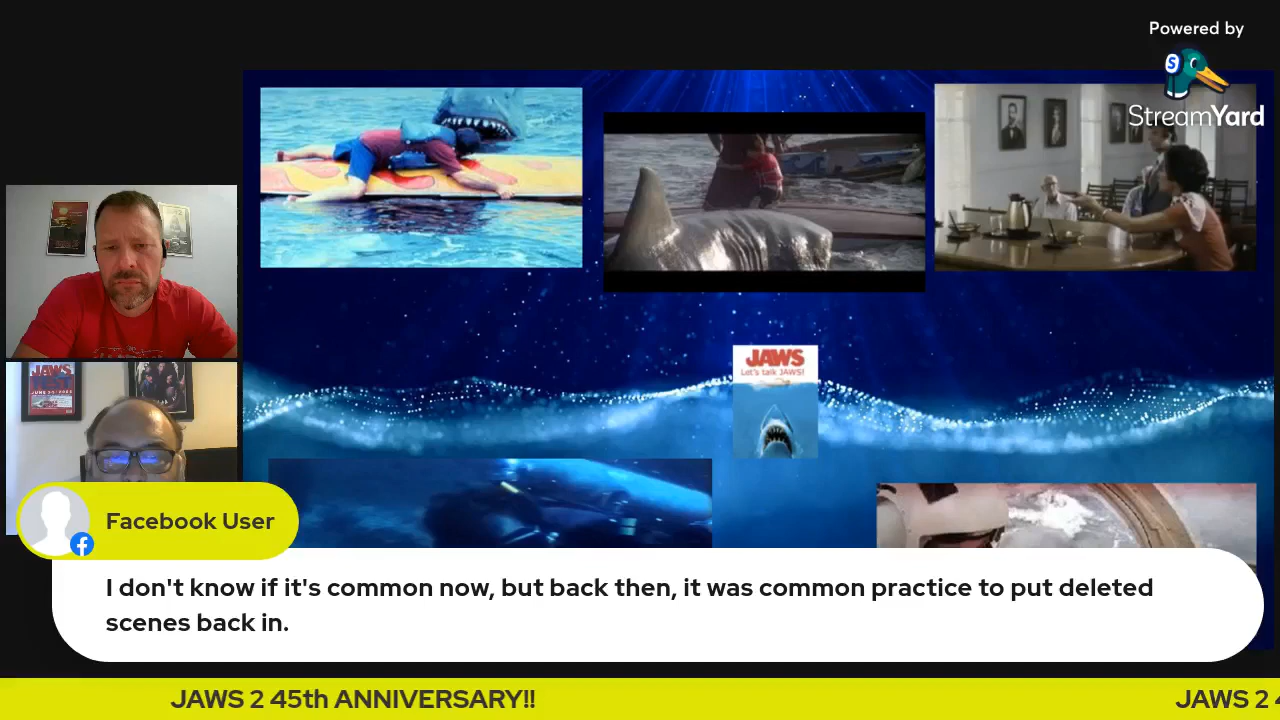 Powered by
StreamYard
JAWS
Let's talk JAWS!
Facebook User
I don't know if it's common now, but back then, it was common practice to put deleted
scenes back in.
JAWS 2 45th ANNIVERSARY!!
JAWS 2 4